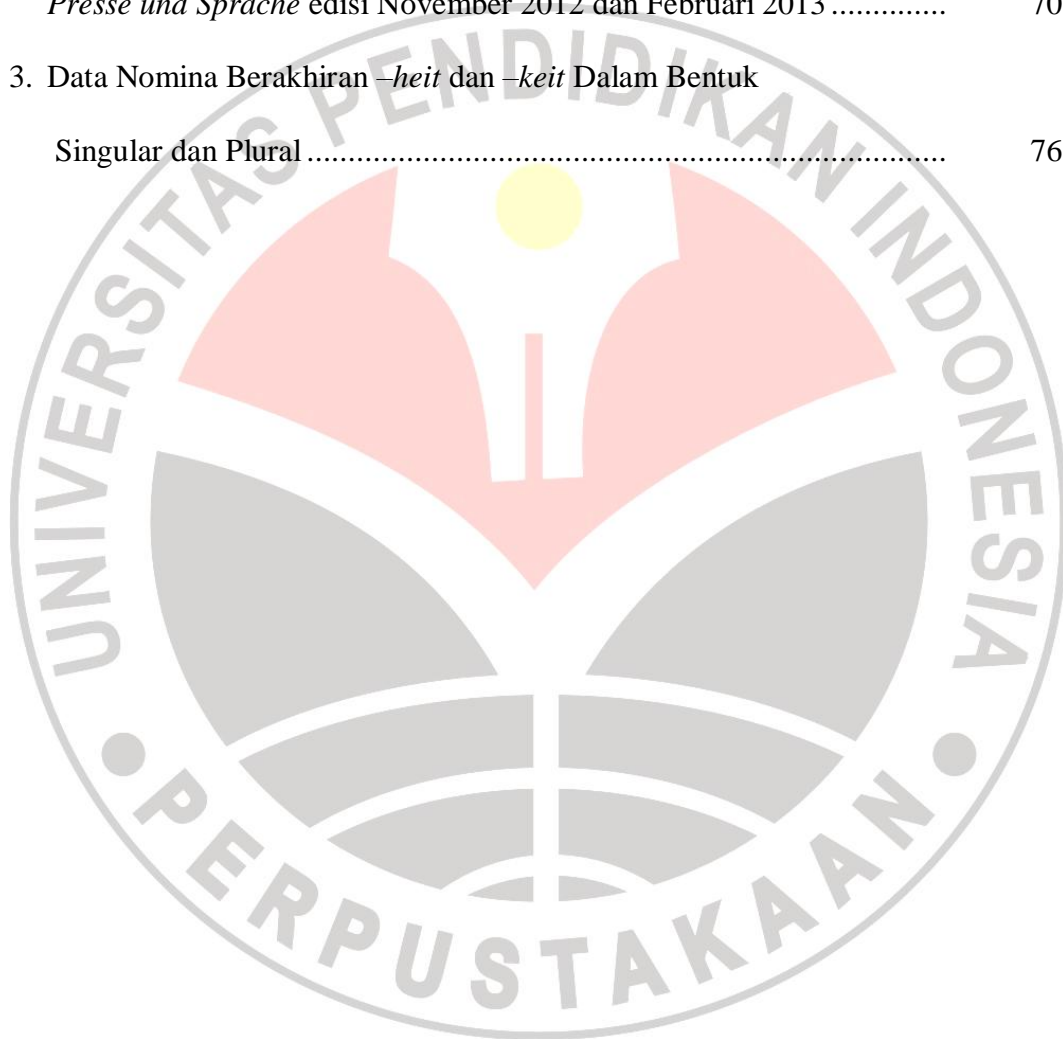 Presse und Sprache edisi November 2012 dan Februari 2013 .............. 70
3. Data Nomina Berakhiran –heit dan –keit Dalam Bentuk
Singular dan Plural ....................................................................... 76
UNIVERSITAS PENDIDIKAN INDONESIA
PERPUSTAKAAN